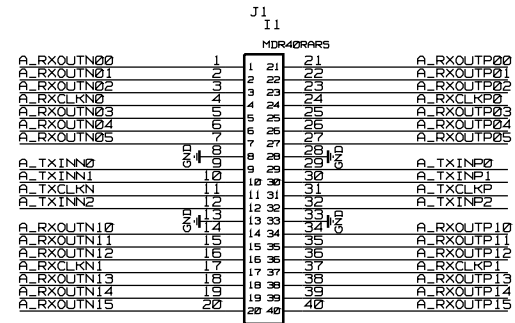 J1
I1
MDR40RAR5
A_RXOUTN00 1 1 21 21 A_RXOUTP00
A_RXOUTN01 2 2 22 22 A_RXOUTP01
A_RXOUTN02 3 3 23 23 A_RXOUTP02
A_RXCLKN0 4 4 24 24 A_RXCLKP0
A_RXOUTN03 5 5 25 25 A_RXOUTP03
A_RXOUTN04 6 6 26 26 A_RXOUTP04
A_RXOUTN05 7 7 27 27 A_RXOUTP05
GND 8 8 28 28 GND
A_TXINN0 9 9 29 29 A_TXINP0
A_TXINN1 10 10 30 30 A_TXINP1
A_TXCLKN 11 11 31 31 A_TXCLKP
A_TXINN2 12 12 32 32 A_TXINP2
GND 13 13 33 33 GND
A_RXOUTN10 14 14 34 34 A_RXOUTP10
A_RXOUTN11 15 15 35 35 A_RXOUTP11
A_RXOUTN12 16 16 36 36 A_RXOUTP12
A_RXCLKN1 17 17 37 37 A_RXCLKP1
A_RXOUTN13 18 18 38 38 A_RXOUTP13
A_RXOUTN14 19 19 39 39 A_RXOUTP14
A_RXOUTN15 20 20 40 40 A_RXOUTP15